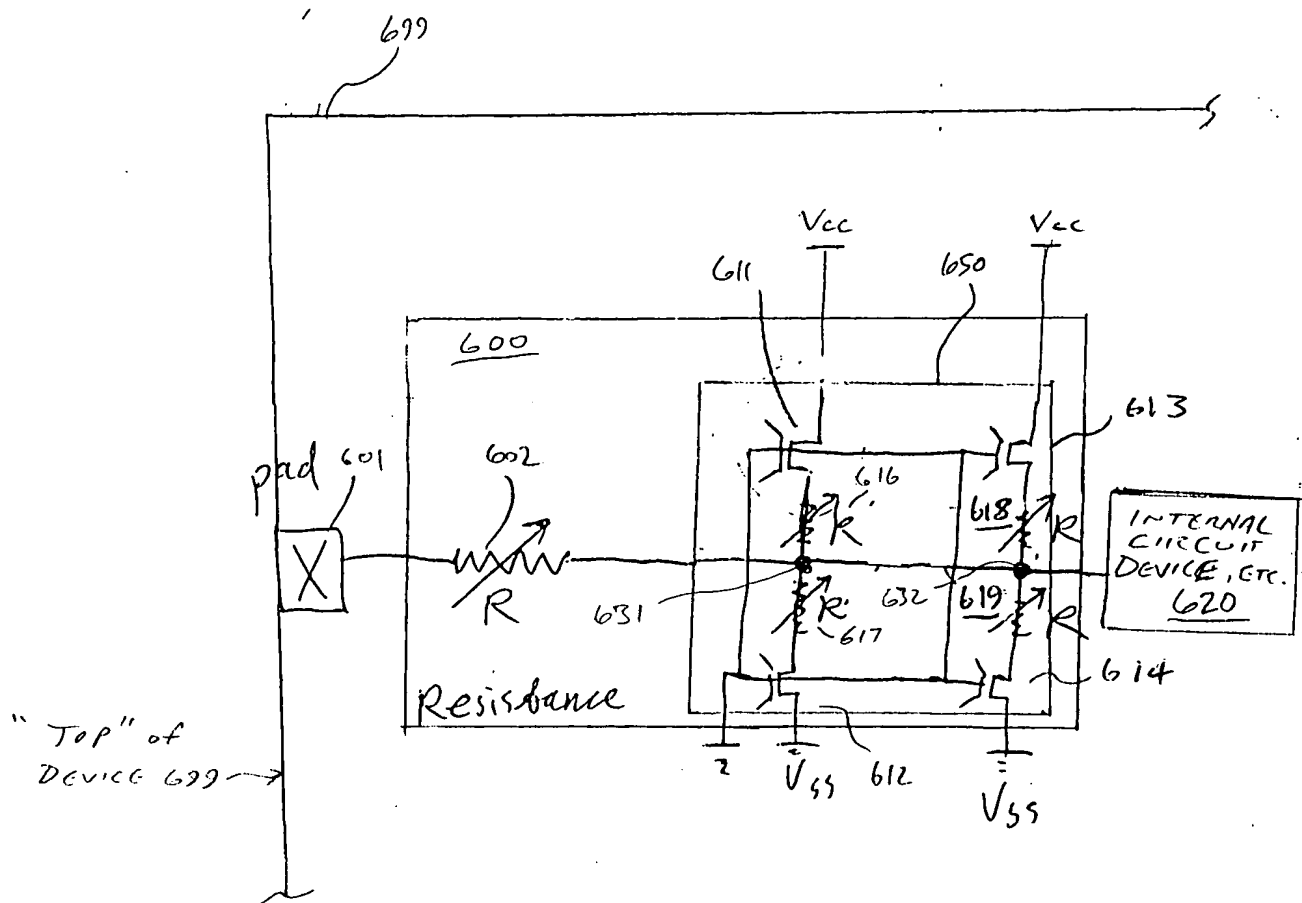 699
Vcc
Vcc
611
650
600
613
pad
601
602
616
R
618
R
X
R
631
R
617
632
619
R
INTERNAL
CIRCUIT
DEVICE, ETC.
620
Resistance
614
"TOP" of
DEVICE 699
Vss
612
Vss